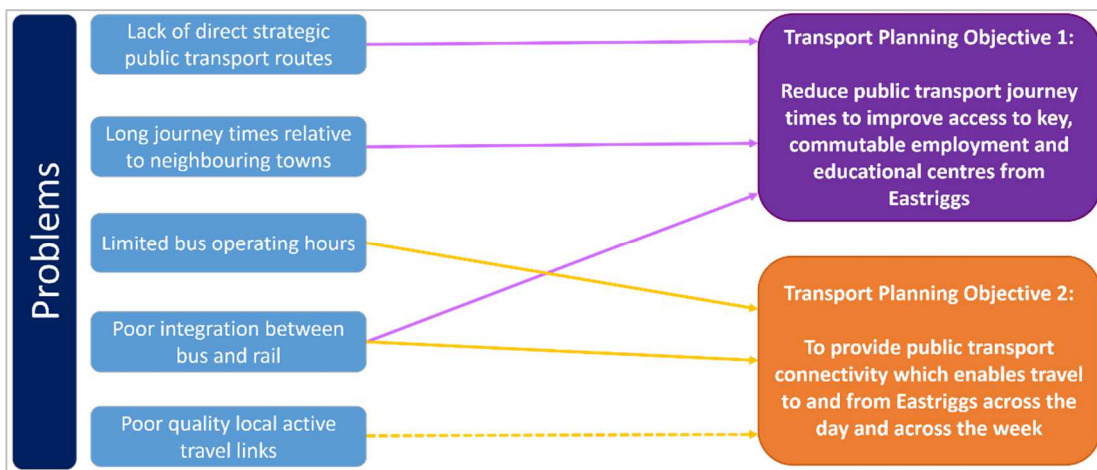 Problems
Lack of direct strategic
public transport routes
Long journey times relative
to neighbouring towns
Limited bus operating hours
Poor integration between
bus and rail
Poor quality local active
travel links
Transport Planning Objective 1:
Reduce public transport journey
times to improve access to key,
commutable employment and
educational centres from
Eastriggs
Transport Planning Objective 2:
To provide public transport
connectivity which enables travel
to and from Eastriggs across the
day and across the week